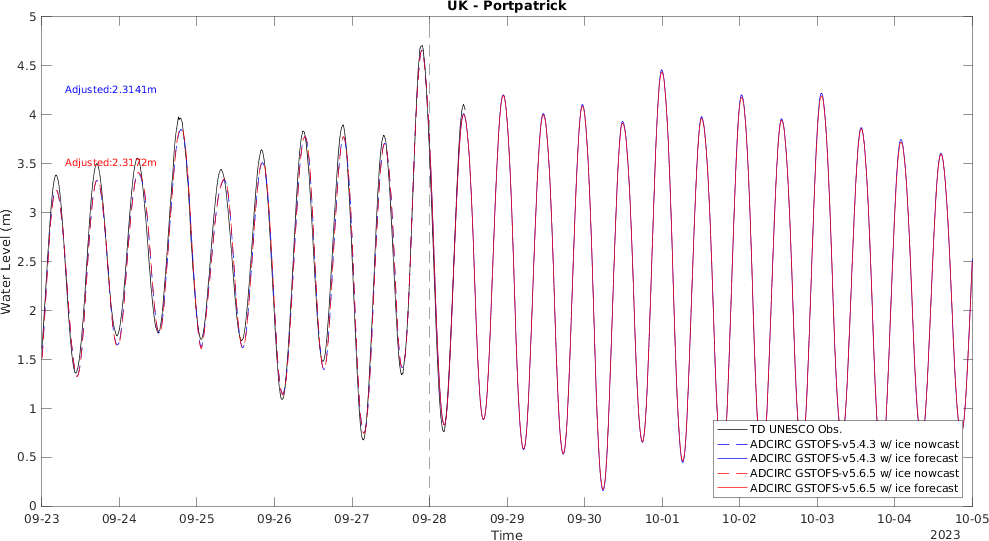 UK - Portpatrick
5
4.5
Adjusted:2.3141m
4
3.5
Adjusted:2.3172m
3
2.5
2
1.5
1
0.5
0
Water Level (m)
TD UNESCO Obs.
ADCIRC GSTOFS-v5.4.3 w/ ice nowcast
ADCIRC GSTOFS-v5.4.3 w/ ice forecast
ADCIRC GSTOFS-v5.6.5 w/ ice nowcast
ADCIRC GSTOFS-v5.6.5 w/ ice forecast
09-23 09-24 09-25 09-26 09-27 09-28 09-29 09-30 10-01 10-02 10-03 10-04 10-05
Time
2023